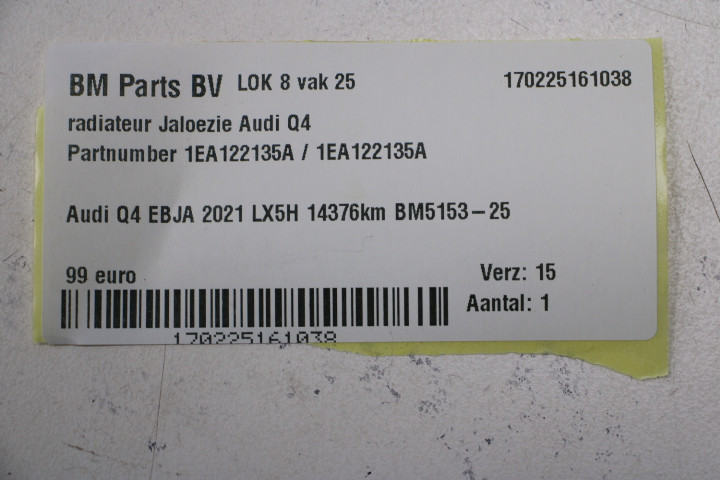 BM Parts BV LOK 8 vak 25 170225161038
radiateur Jaloezie Audi Q4
Partnumber 1EA122135A / 1EA122135A
Audi Q4 EBJA 2021 LX5H 14376km BM5153-25
99 euro Verz: 15
Aantal: 1
170225161038